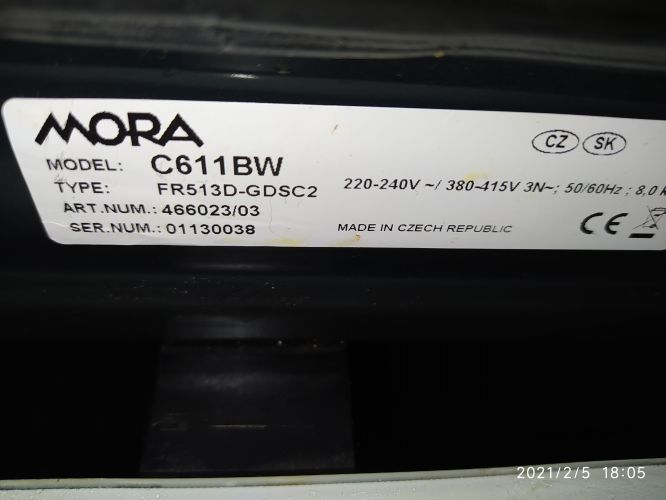 MORA
CZ SK
MODEL: C611BW
TYPE: FR513D-GDSC2
220-240V ~/ 380-415V 3N~; 50/60Hz ; 8,0
ART.NUM.: 466023/03
SER.NUM.: 01130038
MADE IN CZECH REPUBLIC
CE
2021/2/5 18:05